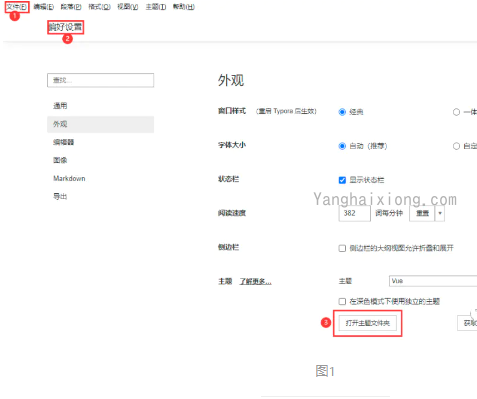 文件(F) 编辑(E) 段落(P) 格式(O) 视图(V) 主题(T) 帮助(H)
1
偏好设置
2
查找...
外观
通用
窗口样式 （重启 Typora 后生效） 经典 一体
外观
编辑器
字体大小 自动（推荐）
图像
状态栏 显示状态栏
Markdown
Yanghaixiong.com
导出
阅读速度 382 词每分钟 重置
侧边栏 侧边栏的大纲视图允许折叠和展开
主题 了解更多... 主题 Vue
在深色模式下使用独立的主题
3 打开主题文件夹 获取
图1